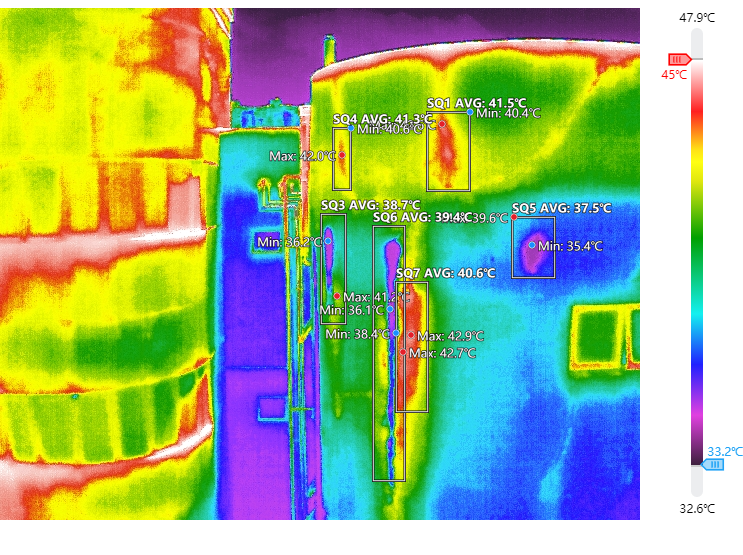 47.9℃
45℃
SQ1 AVG: 41.5℃
Min: 40.4℃
SQ4 AVG: 41.3℃
Min: 40.6℃
Max: 42.0℃
SQ3 AVG: 38.7℃
SQ5 AVG: 37.5℃
SQ6 AVG: 39.4℃
39.6℃
Min: 36.2℃
Min: 35.4℃
SQ7 AVG: 40.6℃
Max: 41.2℃
Min: 36.1℃
Min: 38.4℃
Max: 42.9℃
Max: 42.7℃
33.2℃
32.6℃